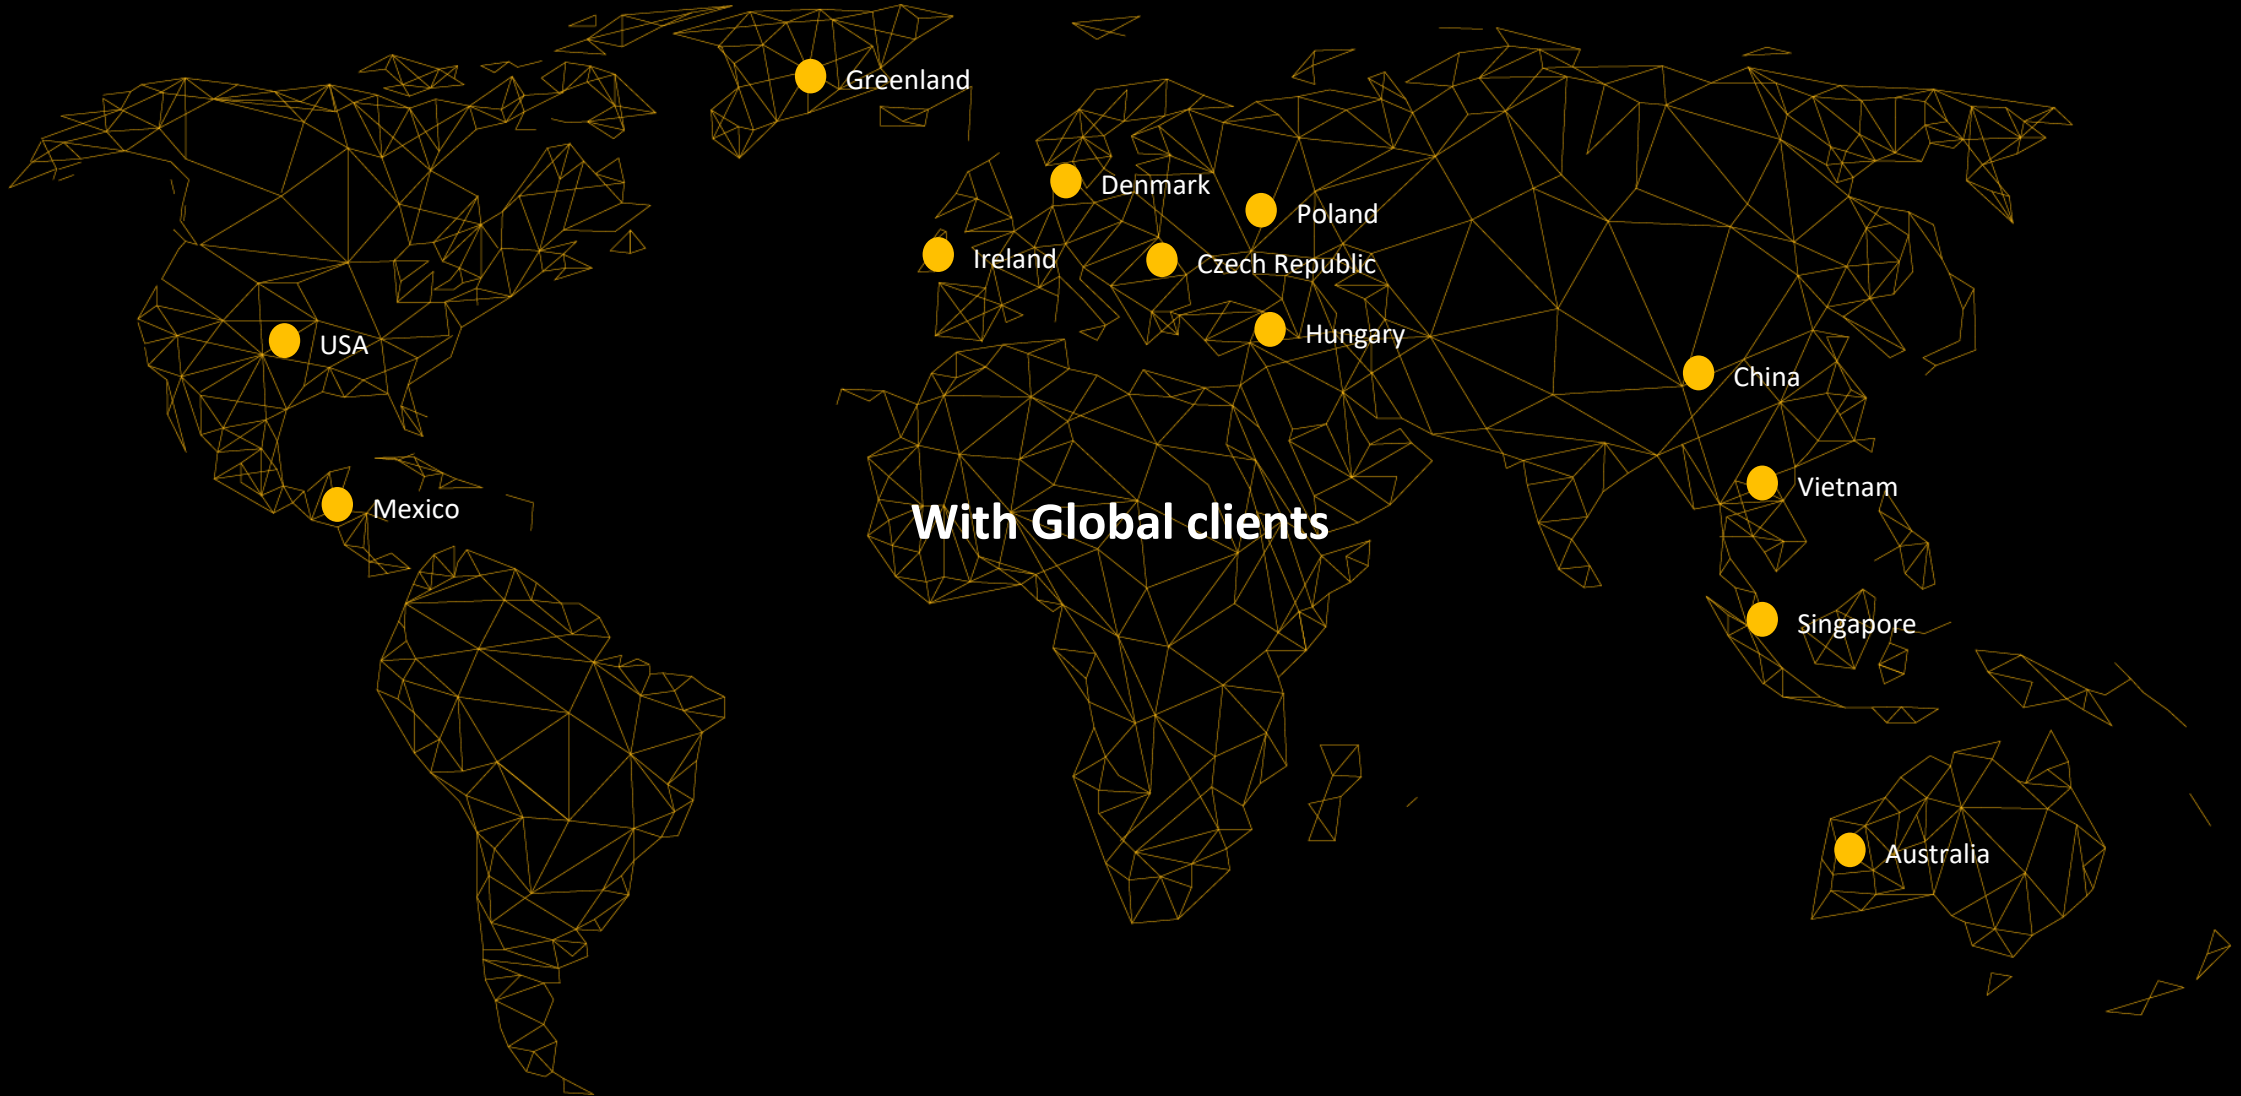 Greenland
Denmark
Poland
Ireland
Czech Republic
Hungary
USA
China
Vietnam
Mexico
With Global clients
Singapore
Australia